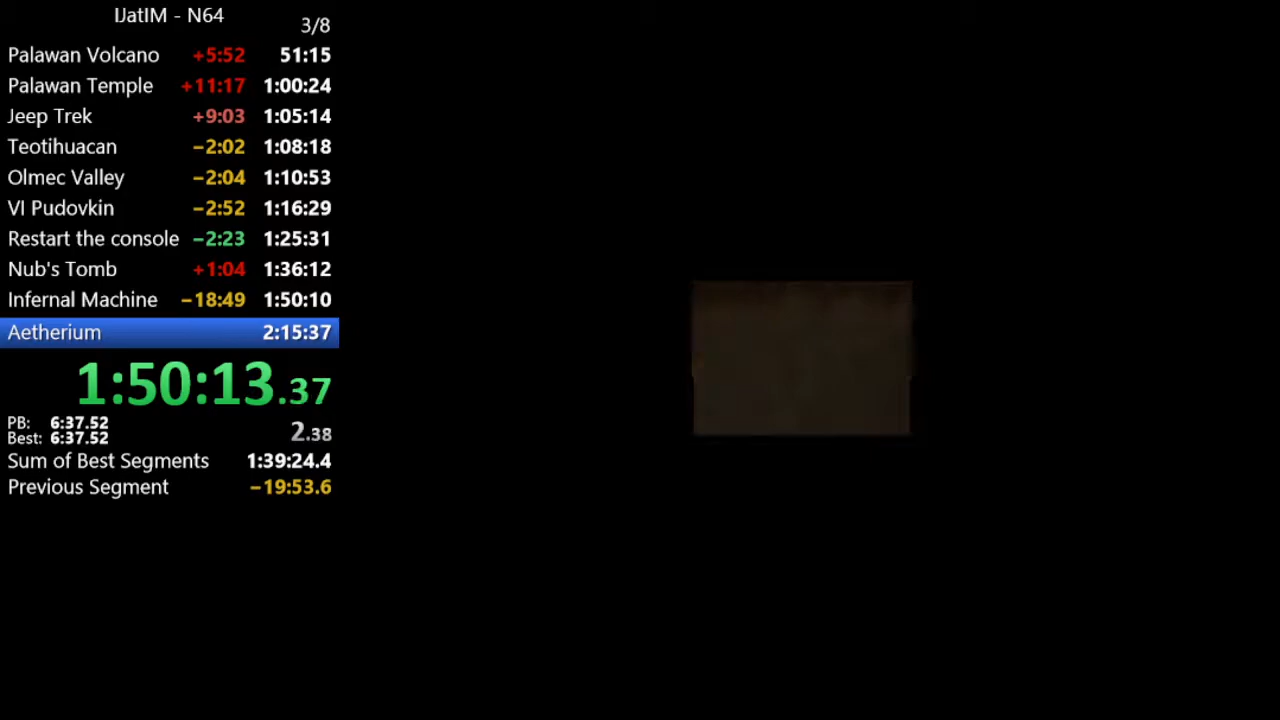 IJatIM - N64
3/8
Palawan Volcano +5:52 51:15
Palawan Temple +11:17 1:00:24
Jeep Trek +9:03 1:05:14
Teotihuacan −2:02 1:08:18
Olmec Valley −2:04 1:10:53
VI Pudovkin −2:52 1:16:29
Restart the console −2:23 1:25:31
Nub's Tomb +1:04 1:36:12
Infernal Machine −18:49 1:50:10
Aetherium 2:15:37
1:50:13.37
PB: 6:37.52
Best: 6:37.52 2.38
Sum of Best Segments 1:39:24.4
Previous Segment −19:53.6